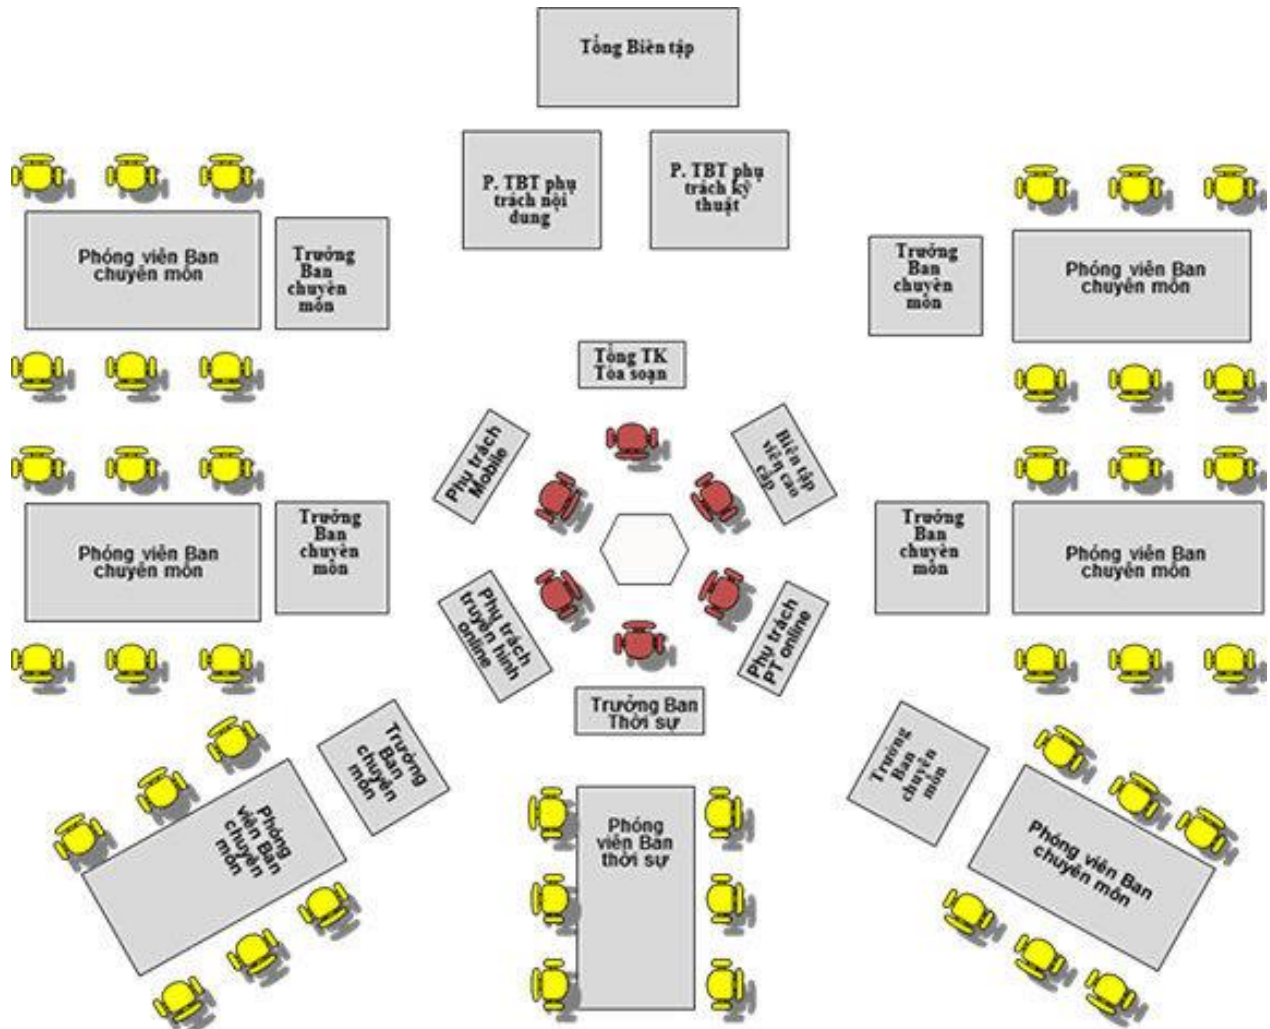 Tổng Biên tập
P. TBT phụ
trách nội
dung
P. TBT phụ
trách kỹ
thuật
Phóng viên Ban
chuyên môn
Trưởng
Ban
chuyên
môn
Trưởng
Ban
chuyên
môn
Phóng viên Ban
chuyên môn
Tổng TK
Tòa soạn
Phụ trách
Mobile
Biên tập
viên cao
cấp
Phóng viên Ban
chuyên môn
Trưởng
Ban
chuyên
môn
Trưởng
Ban
chuyên
môn
Phóng viên Ban
chuyên môn
Phụ trách
truyền hình
online
Phụ trách
PT online
Trưởng Ban
Thời sự
Trưởng
Ban
chuyên
môn
Trưởng
Ban
chuyên
môn
Phóng
viên Ban
chuyên
môn
Phóng
viên Ban
thời sự
Phóng viên Ban
chuyên môn